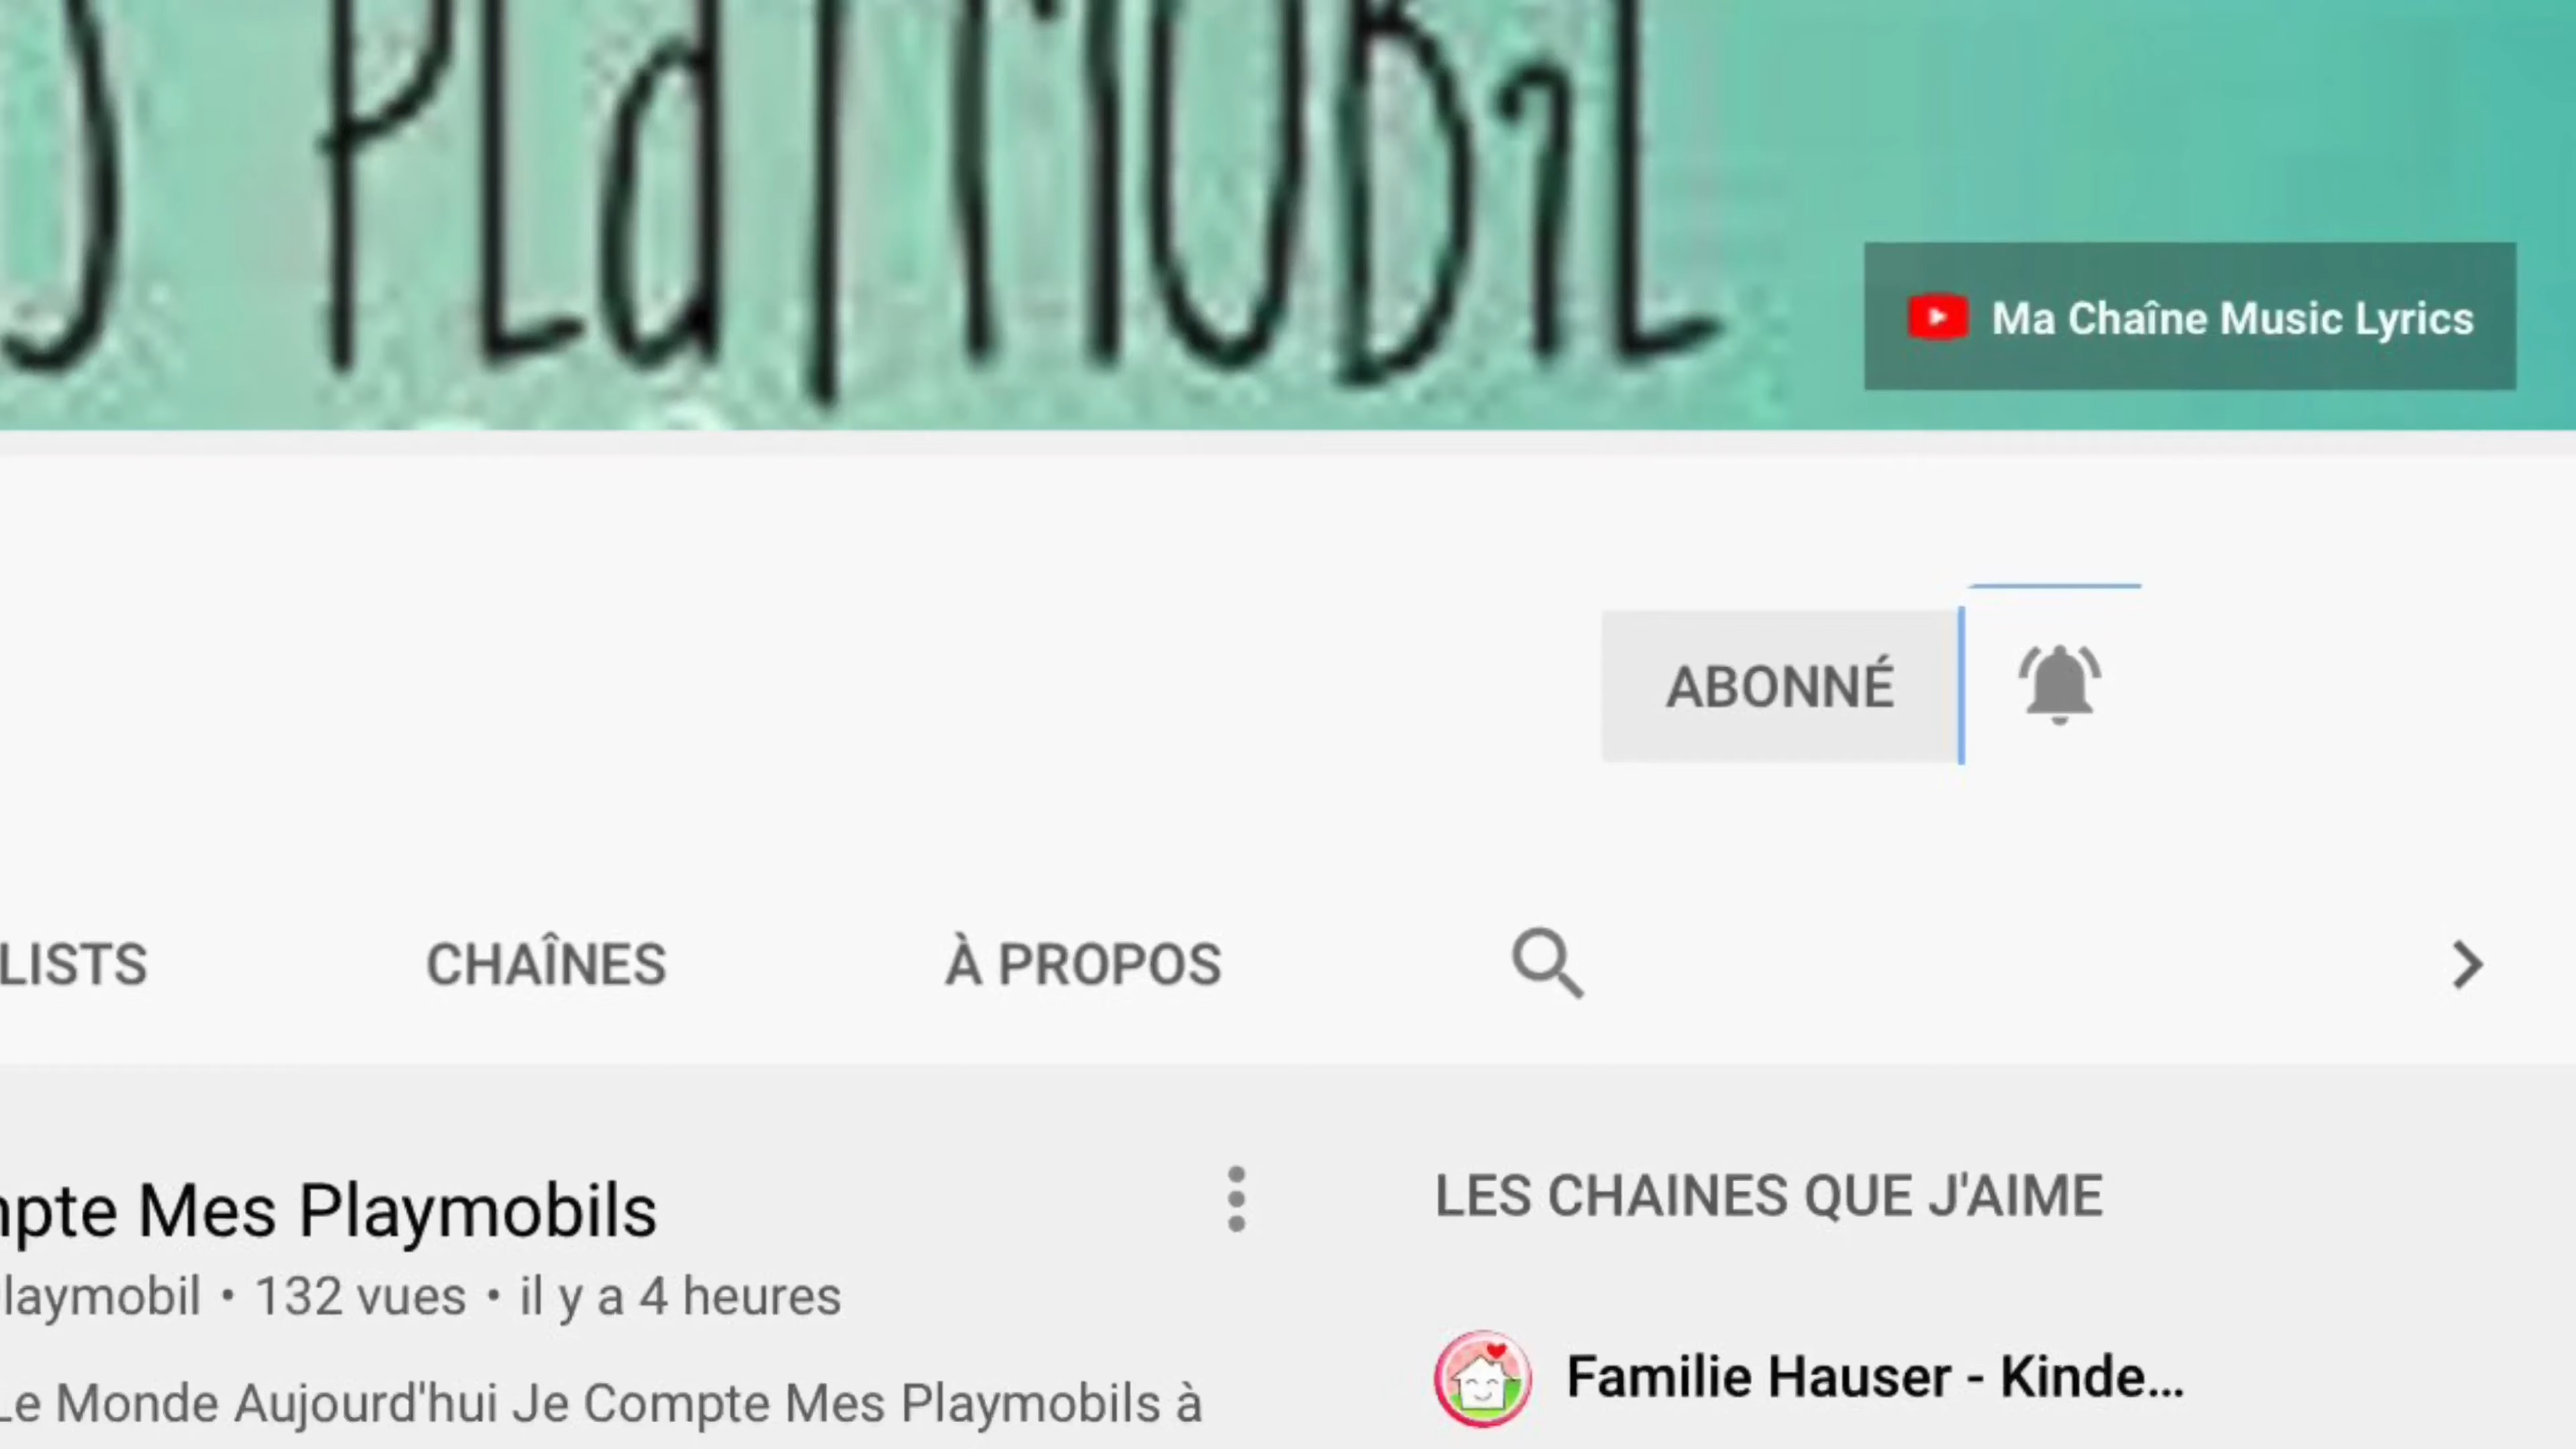 S PLaYMOBiL
Ma Chaîne Music Lyrics
ABONNÉ
LISTS CHAÎNES À PROPOS
pte Mes Playmobils
LES CHAINES QUE J'AIME
laymobil • 132 vues • il y a 4 heures
Familie Hauser - Kinde...
Le Monde Aujourd'hui Je Compte Mes Playmobils à